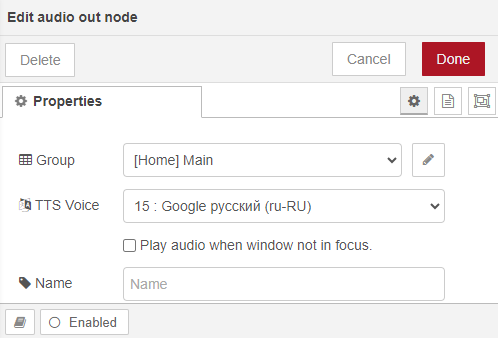 Edit audio out node
Delete
Cancel
Done
Properties
Group
[Home] Main
TTS Voice
15 : Google русский (ru-RU)
Play audio when window not in focus.
Name
Name
Enabled